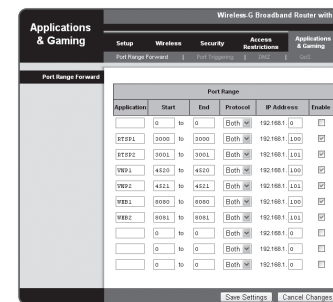 Wireless-G Broadband Router with
Applications
& Gaming
Setup Wireless Security Access Restrictions Applications & Gaming
Port Range Forward | Port Triggering | DMZ | QoS
Port Range Forward
Port Range
Application Start End Protocol IP Address Enable
0 to 0 Both 192.168.1. 0
RTSP1 3000 to 3000 Both 192.168.1. 100
RTSP2 3001 to 3001 Both 192.168.1. 101
VNP1 4520 to 4520 Both 192.168.1. 100
VNP2 4521 to 4521 Both 192.168.1. 101
WEB1 8080 to 8080 Both 192.168.1. 100
WEB2 8081 to 8081 Both 192.168.1. 101
0 to 0 Both 192.168.1. 0
0 to 0 Both 192.168.1. 0
0 to 0 Both 192.168.1. 0
Save Settings Cancel Changes